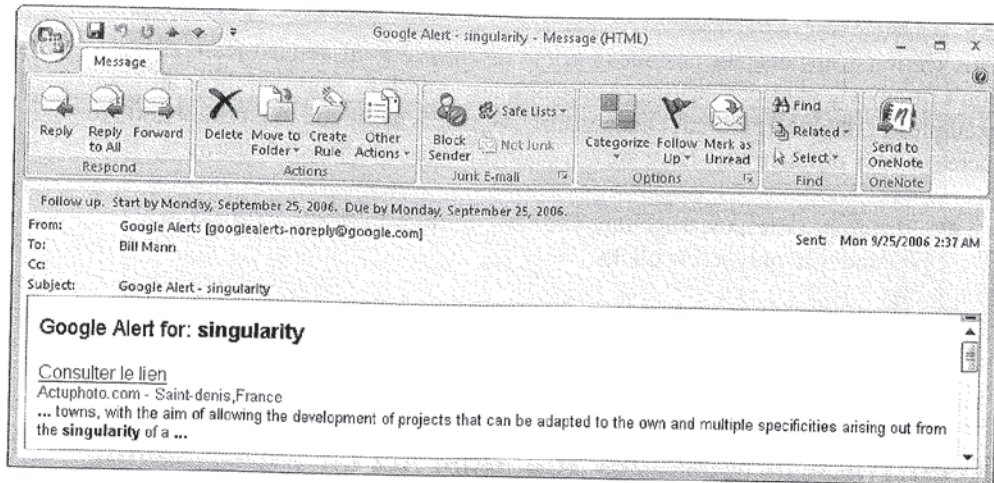 Google Alert - singularity - Message (HTML)
Message
Reply Reply to All Forward
Respond
Delete Move to Folder Create Rule Other Actions
Actions
Block Sender Safe Lists Not Junk
Junk E-mail
Categorize Follow Up Mark as Unread
Options
Find Related Select
Find
Send to OneNote
OneNote
Follow up. Start by Monday, September 25, 2006. Due by Monday, September 25, 2006.
From: Google Alerts [googlealerts-noreply@google.com] Sent: Mon 9/25/2006 2:37 AM
To: Bill Mann
Cc:
Subject: Google Alert - singularity
Google Alert for: singularity
Consulter le lien
Actuphoto.com - Saint-denis,France
... towns, with the aim of allowing the development of projects that can be adapted to the own and multiple specificities arising out from
the singularity of a ...